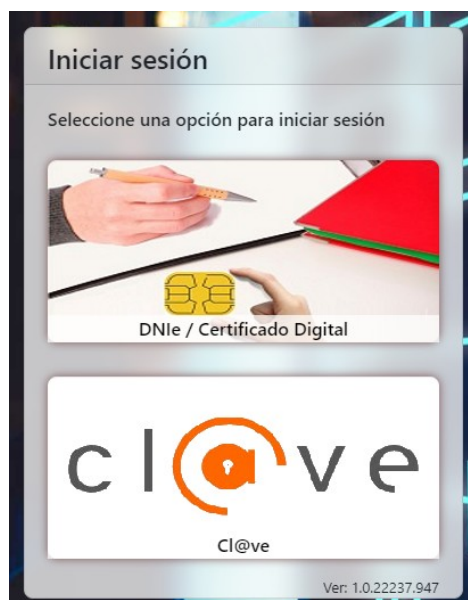 Iniciar sesión
Seleccione una opción para iniciar sesión
DNIe / Certificado Digital
cl@ve
Cl@ve
Ver: 1.0.22237.947